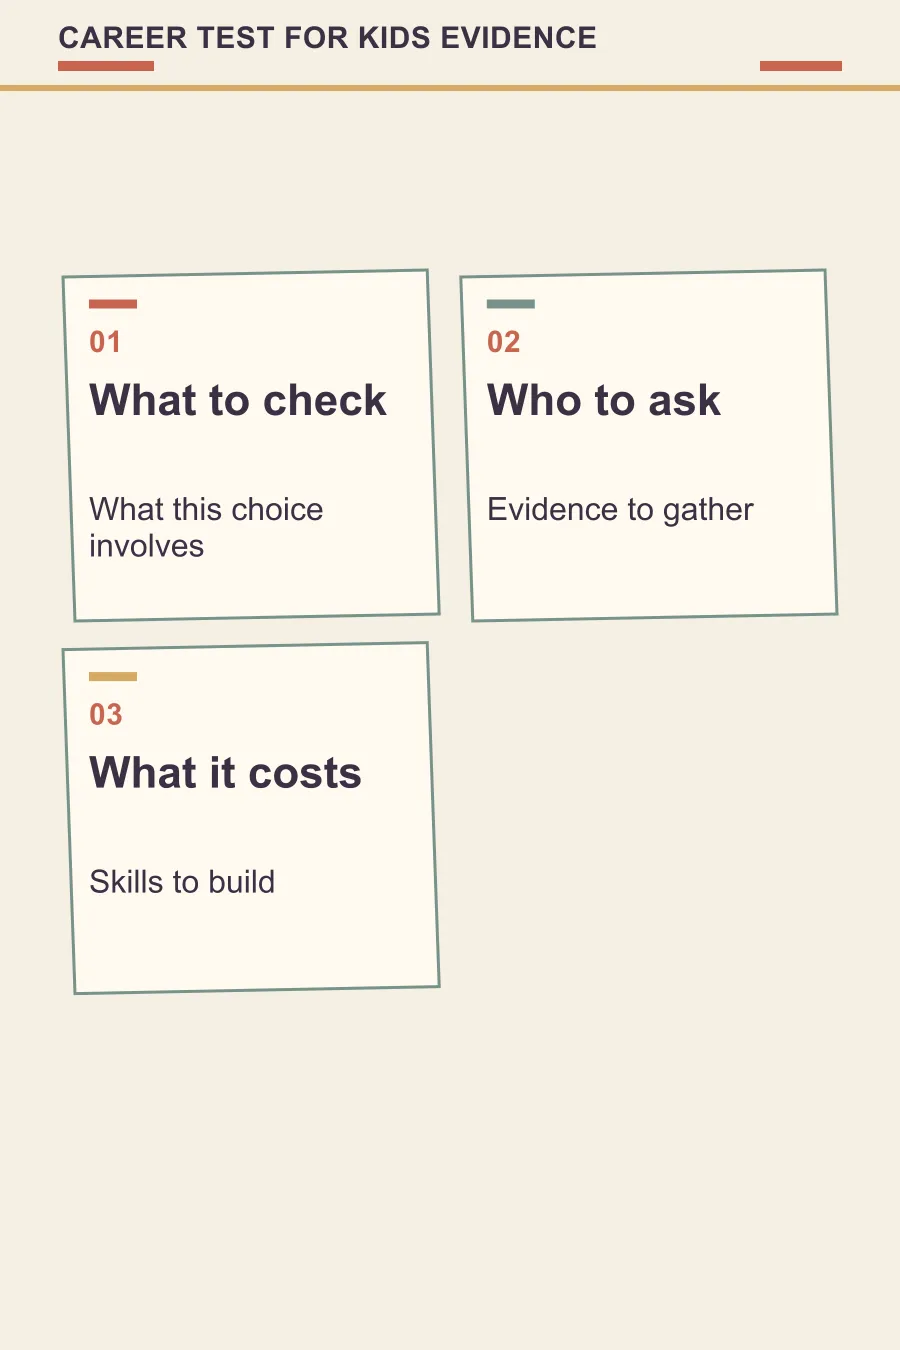 CAREER TEST FOR KIDS EVIDENCE
01
What to check
What this choice
involves
02
Who to ask
Evidence to gather
03
What it costs
Skills to build